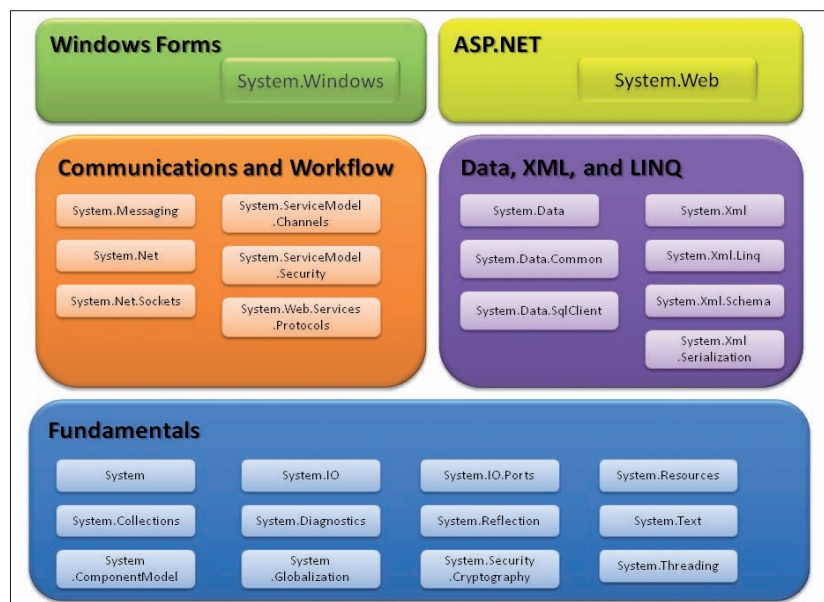 Windows Forms
System.Windows
ASP.NET
System.Web
Communications and Workflow
System.Messaging
System.ServiceModel
.Channels
System.Net
System.ServiceModel
.Security
System.Net.Sockets
System.Web.Services
.Protocols
Data, XML, and LINQ
System.Data
System.Xml
System.Data.Common
System.Xml.Linq
System.Data.SqlClient
System.Xml.Schema
System.Xml
.Serialization
Fundamentals
System
System.IO
System.IO.Ports
System.Resources
System.Collections
System.Diagnostics
System.Reflection
System.Text
System
.ComponentModel
System
.Globalization
System.Security
.Cryptography
System.Threading